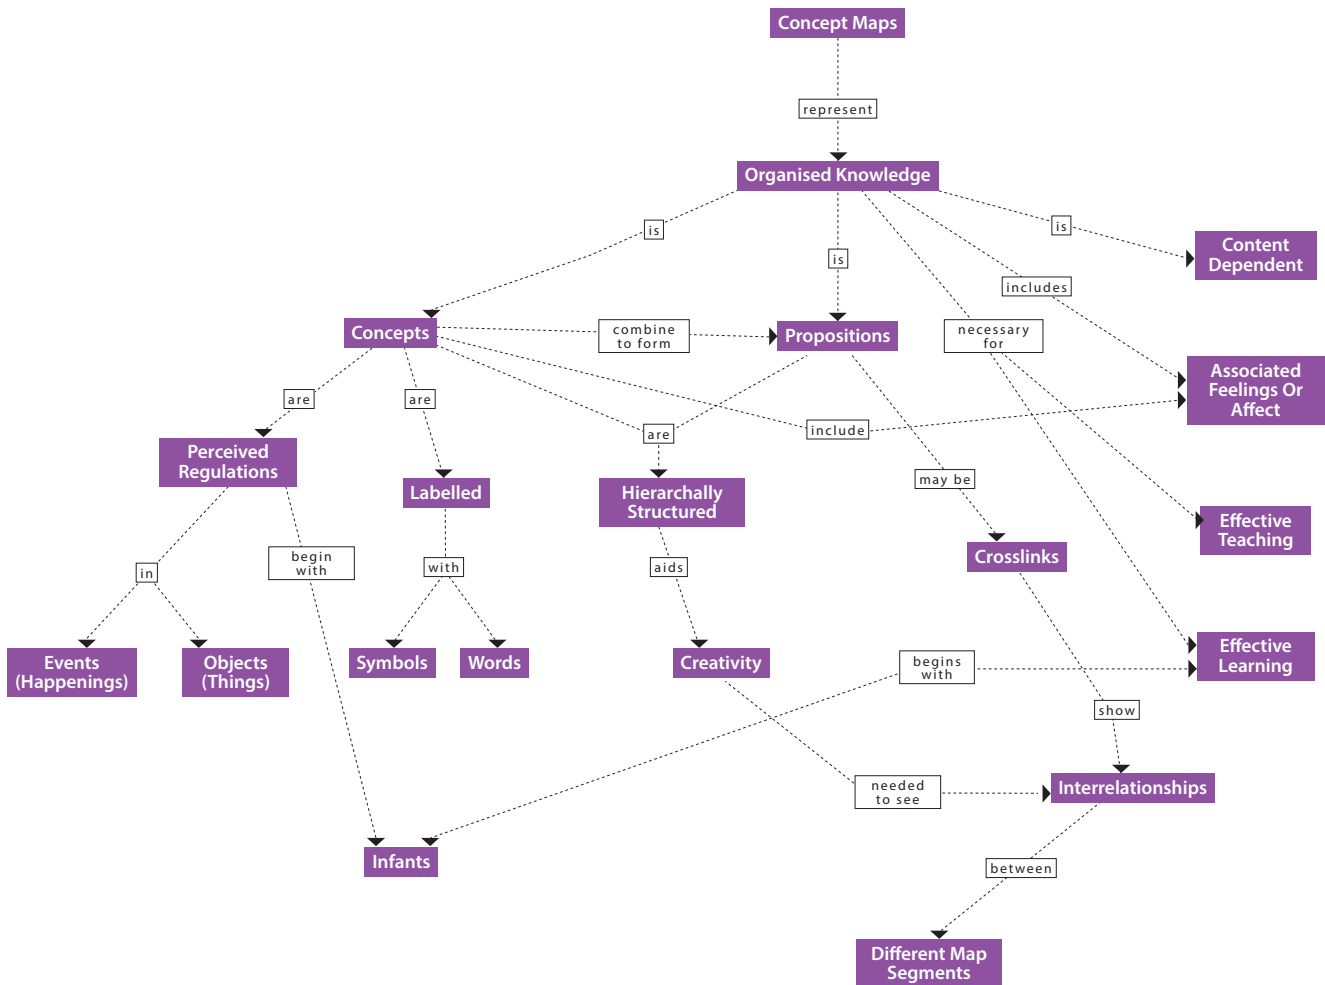 Concept Maps
represent
Organised Knowledge
is
is
is
Content
Dependent
includes
necessary
for
Concepts
combine
to form
Propositions
Associated
Feelings Or
Affect
are
are
are
include
Perceived
Regulations
Labelled
Hierarchally
Structured
may be
Effective
Teaching
Crosslinks
begin
with
in
with
aids
Events
(Happenings)
Objects
(Things)
Symbols
Words
Creativity
begins
with
Effective
Learning
show
needed
to see
Interrelationships
Infants
between
Different Map
Segments